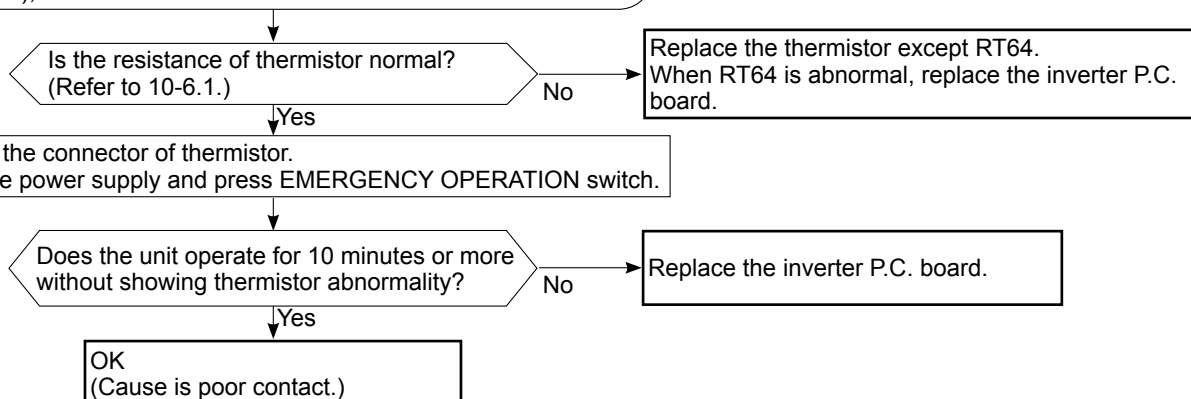 Is the resistance of thermistor normal?
(Refer to 10-6.1.)
No
Replace the thermistor except RT64.
When RT64 is abnormal, replace the inverter P.C.
board.
Yes
the connector of thermistor.
power supply and press EMERGENCY OPERATION switch.
Does the unit operate for 10 minutes or more
without showing thermistor abnormality?
No
Replace the inverter P.C. board.
Yes
OK
(Cause is poor contact.)